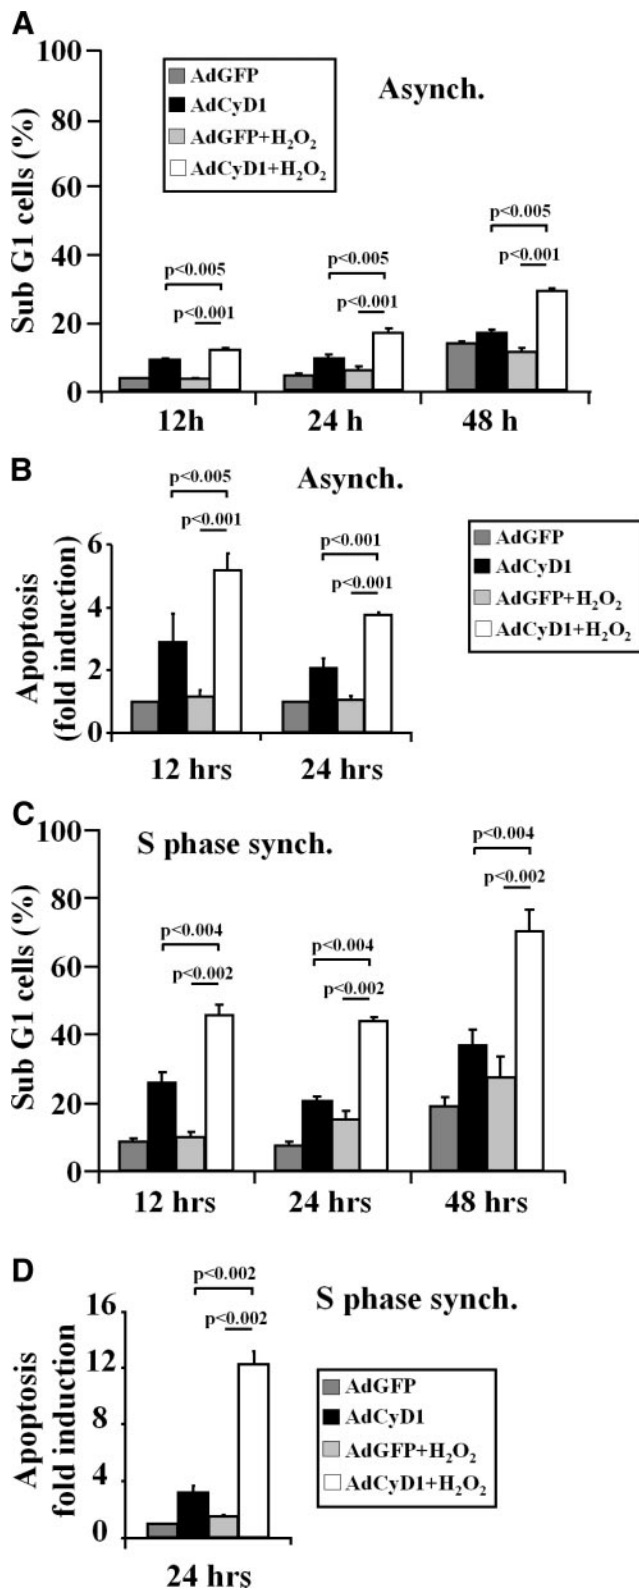 A
100
80
60
40
20
0
Sub G1 cells (%)
AdGFP
AdCyD1
AdGFP+H₂O₂
AdCyD1+H₂O₂
Asynch.
p<0.005
p<0.001
p<0.005
p<0.001
p<0.005
p<0.001
12h
24 h
48 h
B
Asynch.
6
4
2
0
Apoptosis
(fold induction)
p<0.005
p<0.001
p<0.001
p<0.001
AdGFP
AdCyD1
AdGFP+H₂O₂
AdCyD1+H₂O₂
12 hrs
24 hrs
C
100
80
60
40
20
0
Sub G1 cells (%)
S phase synch.
p<0.004
p<0.002
p<0.004
p<0.002
p<0.004
p<0.002
12 hrs
24 hrs
48 hrs
D
16
12
8
4
0
Apoptosis
fold induction
p<0.002
p<0.002
S phase synch.
AdGFP
AdCyD1
AdGFP+H₂O₂
AdCyD1+H₂O₂
24 hrs